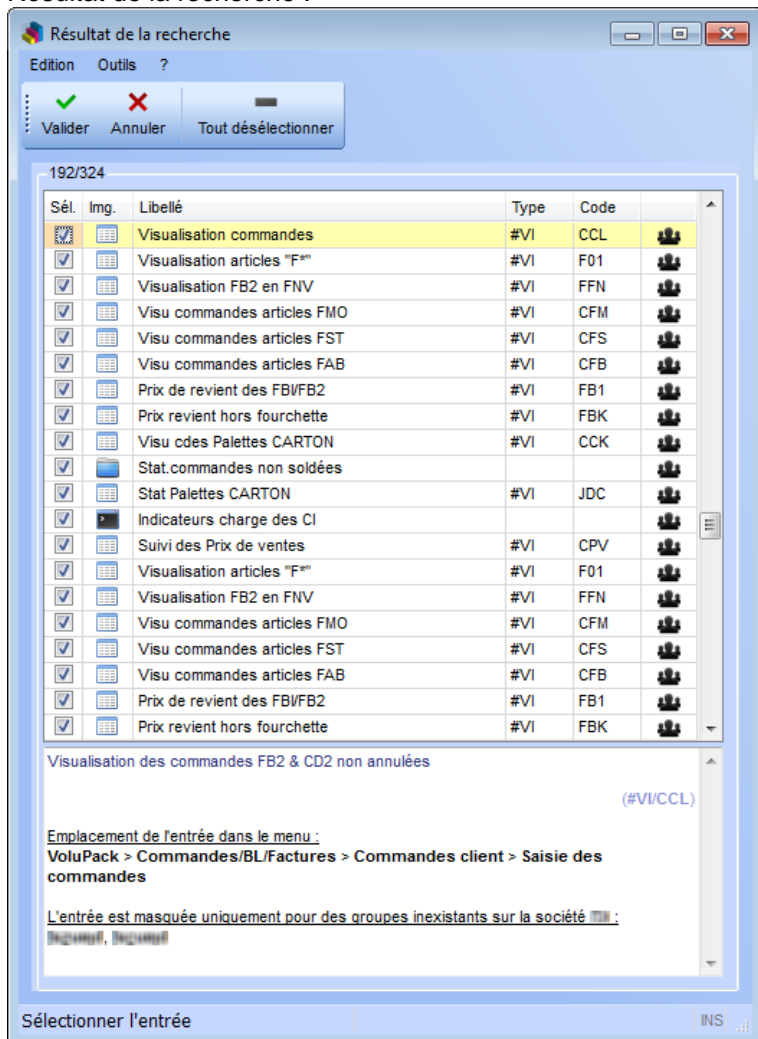 Résultat de la recherche :
Résultat de la recherche
Edition Outils ?
Valider Annuler Tout désélectionner
192/324
Sél. Img. Libellé Type Code
Visualisation commandes #VI CCL
Visualisation articles "F*" #VI F01
Visualisation FB2 en FNV #VI FFN
Visu commandes articles FMO #VI CFM
Visu commandes articles FST #VI CFS
Visu commandes articles FAB #VI CFB
Prix de revient des FBI/FB2 #VI FB1
Prix revient hors fourchette #VI FBK
Visu cdes Palettes CARTON #VI CCK
Stat.commandes non soldées
Stat Palettes CARTON #VI JDC
Indicateurs charge des CI
Suivi des Prix de ventes #VI CPV
Visualisation articles "F*" #VI F01
Visualisation FB2 en FNV #VI FFN
Visu commandes articles FMO #VI CFM
Visu commandes articles FST #VI CFS
Visu commandes articles FAB #VI CFB
Prix de revient des FBI/FB2 #VI FB1
Prix revient hors fourchette #VI FBK
Visualisation des commandes FB2 & CD2 non annulées
(#VI/CCL)
Emplacement de l'entrée dans le menu :
VoluPack > Commandes/BL/Factures > Commandes client > Saisie des
commandes
L'entrée est masquée uniquement pour des groupes inexistants sur la société :
Sélectionner l'entrée INS